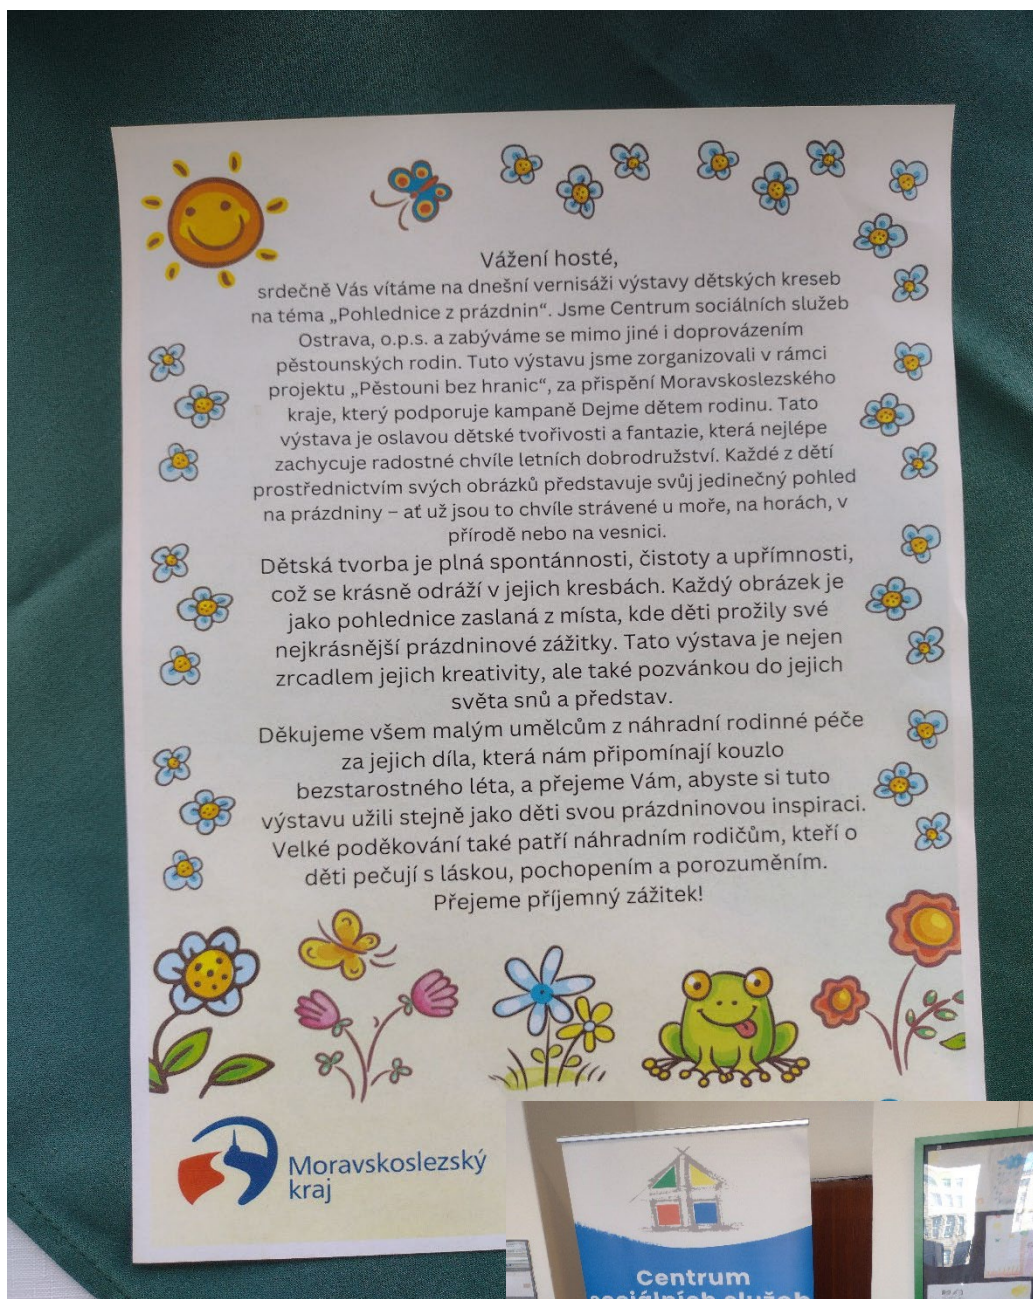 Vážení hosté,
srdečně Vás vítáme na dnešní vernisáži výstavy dětských kreseb
na téma „Pohlednice z prázdnin“. Jsme Centrum sociálních služeb
Ostrava, o.p.s. a zabýváme se mimo jiné i doprovázením
pěstounských rodin. Tuto výstavu jsme zorganizovali v rámci
projektu „Pěstouni bez hranic“, za přispění Moravskoslezského
kraje, který podporuje kampaně Dejme dětem rodinu. Tato
výstava je oslavou dětské tvořivosti a fantazie, která nejlépe
zachycuje radostné chvíle letních dobrodružství. Každé z dětí
prostřednictvím svých obrázků představuje svůj jedinečný pohled
na prázdniny – ať už jsou to chvíle strávené u moře, na horách, v
přírodě nebo na vesnici.
Dětská tvorba je plná spontánnosti, čistoty a upřímnosti,
což se krásně odráží v jejich kresbách. Každý obrázek je
jako pohlednice zaslaná z místa, kde děti prožily své
nejkrásnější prázdninové zážitky. Tato výstava je nejen
zrcadlem jejich kreativity, ale také pozvánkou do jejich
světa snů a představ.
Děkujeme všem malým umělcům z náhradní rodinné péče
za jejich díla, která nám připomínají kouzlo
bezstarostného léta, a přejeme Vám, abyste si tuto
výstavu užili stejně jako děti svou prázdninovou inspiraci.
Velké poděkování také patří náhradním rodičům, kteří o
děti pečují s láskou, pochopením a porozuměním.
Přejeme příjemný zážitek!
Moravskoslezský
kraj
Centrum
sociálních služeb